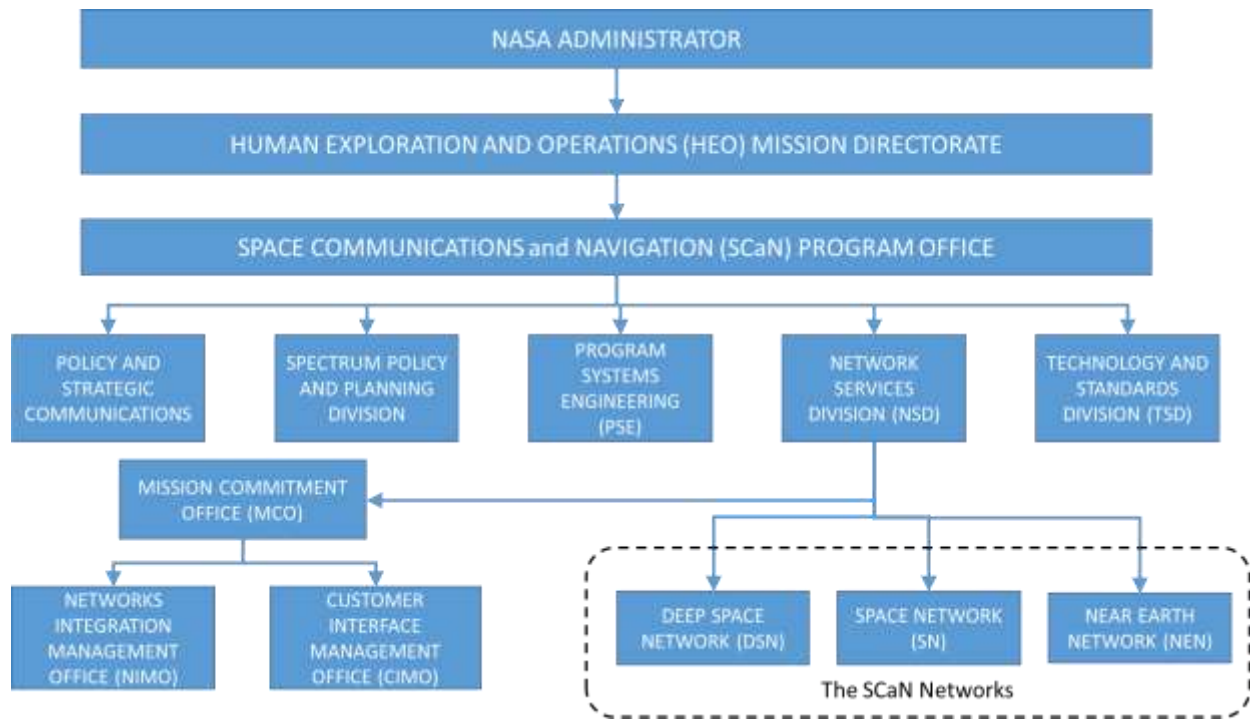 NASA ADMINISTRATOR
HUMAN EXPLORATION AND OPERATIONS (HEO) MISSION DIRECTORATE
SPACE COMMUNICATIONS and NAVIGATION (SCaN) PROGRAM OFFICE
POLICY AND
STRATEGIC
COMMUNICATIONS
SPECTRUM POLICY
AND PLANNING
DIVISION
PROGRAM
SYSTEMS
ENGINEERING
(PSE)
NETWORK
SERVICES
DIVISION (NSD)
TECHNOLOGY AND
STANDARDS
DIVISION (TSD)
MISSION COMMITMENT
OFFICE (MCO)
NETWORKS
INTEGRATION
MANAGEMENT
OFFICE (NIMO)
CUSTOMER
INTERFACE
MANAGEMENT
OFFICE (CIMO)
DEEP SPACE
NETWORK (DSN)
SPACE NETWORK
(SN)
NEAR EARTH
NETWORK (NEN)
The SCaN Networks